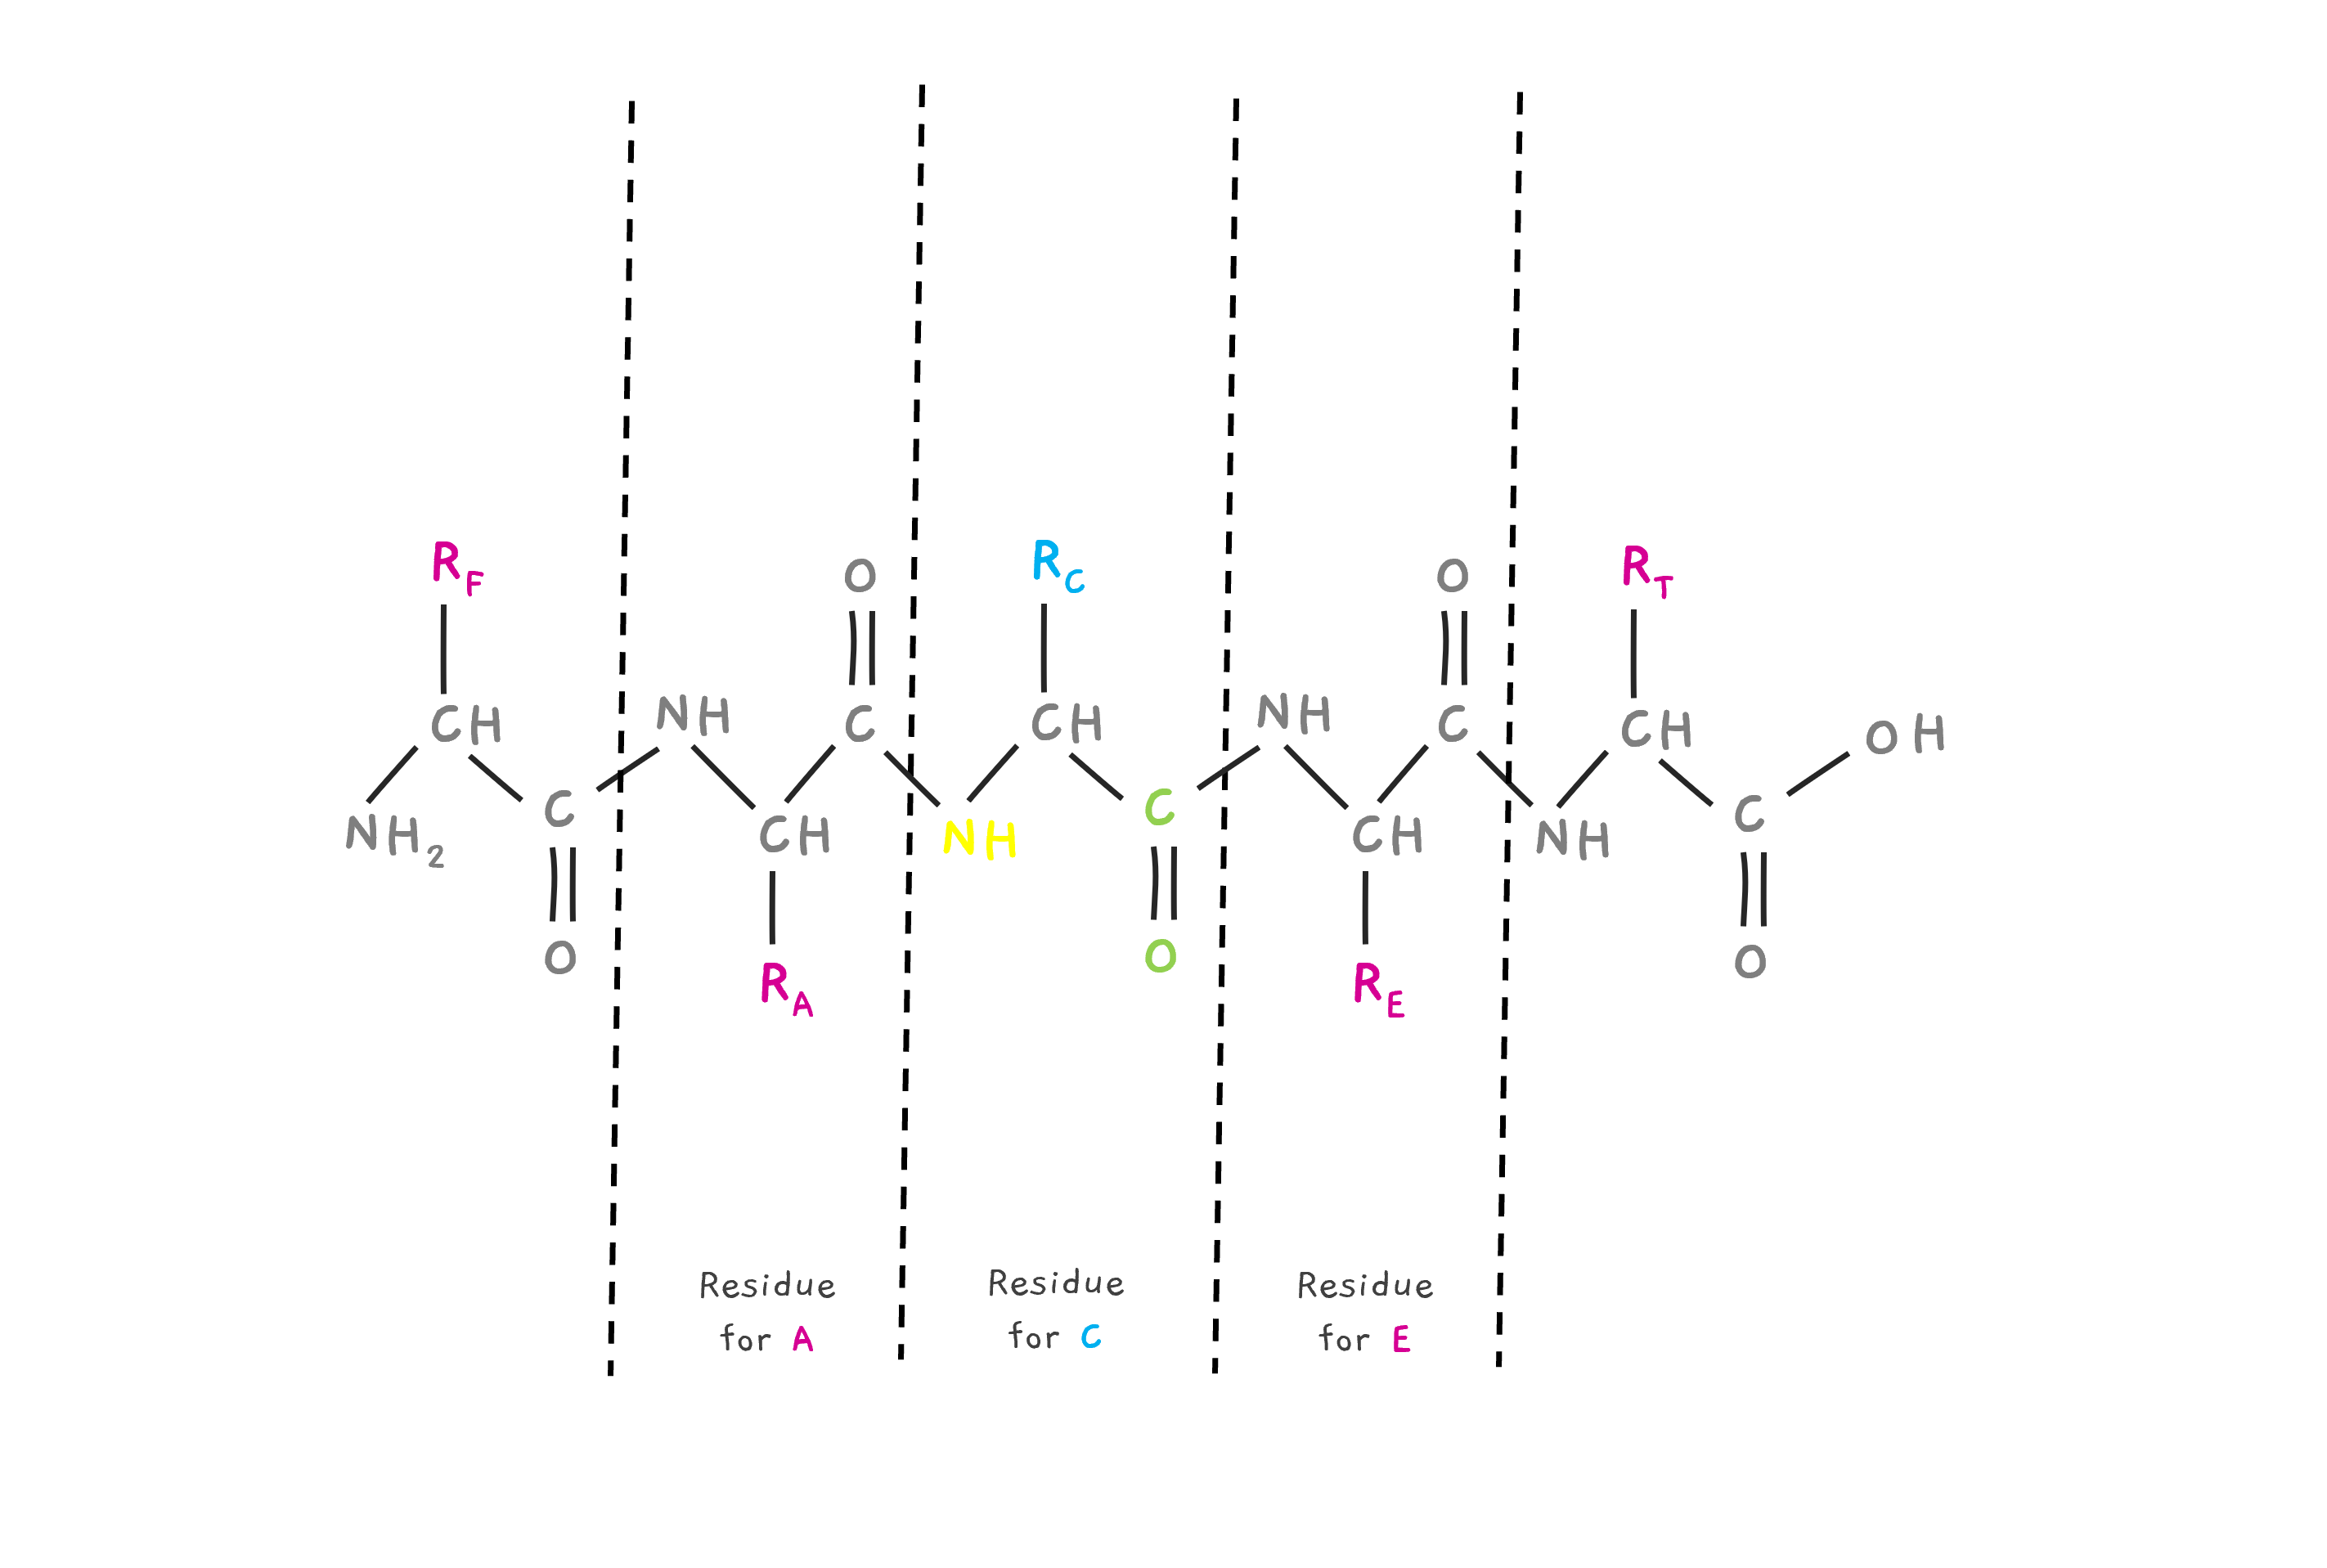 R_F O R_C O R_T
CH NH C CH NH C CH OH
NH₂ C CH NH C CH NH C
O R_A O R_E O
Residue for A
Residue for C
Residue for E